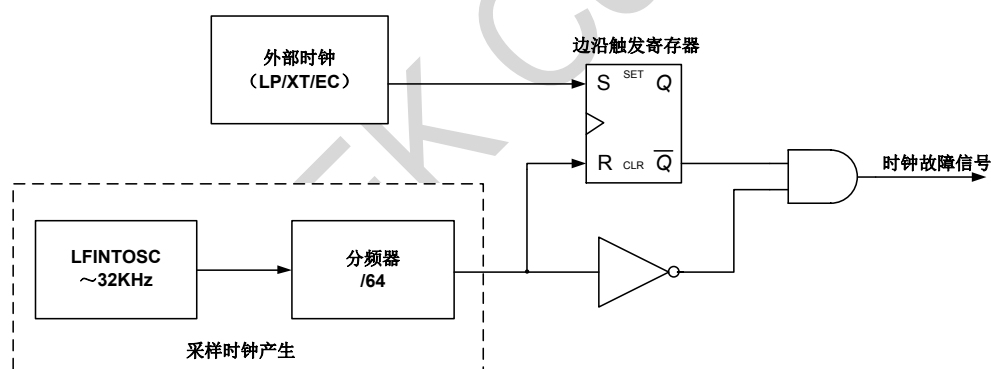 外部时钟
（LP/XT/EC）
边沿触发寄存器
S SET Q
R CLR Q
时钟故障信号
LFINTOSC
～32KHz
分频器
/64
采样时钟产生